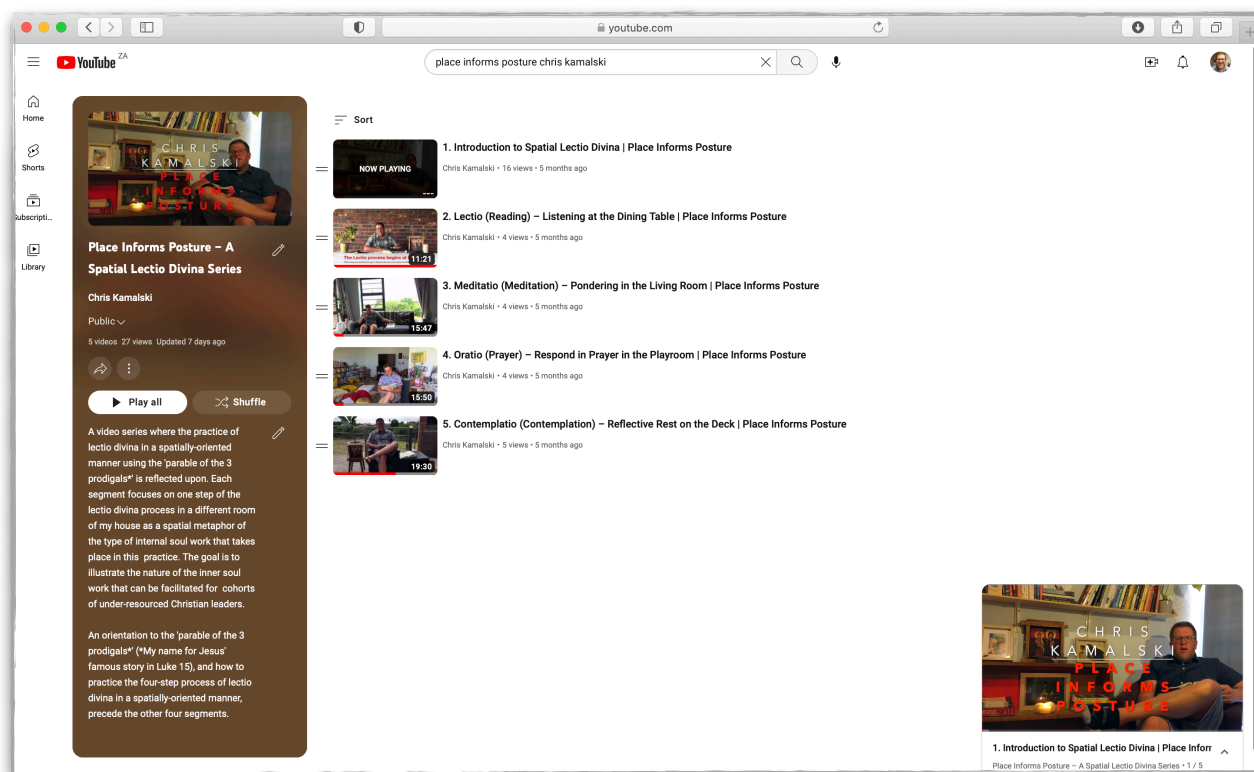 youtube.com
YouTube ZA
place informs posture chris kamalski
Home
Shorts
Subscripti...
Library
CHRIS
KAMALSKI
PLACE
INFORMS
POSTURE
Place Informs Posture – A
Spatial Lectio Divina Series
Chris Kamalski
Public
5 videos 27 views Updated 7 days ago
Play all
Shuffle
A video series where the practice of
lectio divina in a spatially-oriented
manner using the 'parable of the 3
prodigals*' is reflected upon. Each
segment focuses on one step of the
lectio divina process in a different room
of my house as a spatial metaphor of
the type of internal soul work that takes
place in this practice. The goal is to
illustrate the nature of the inner soul
work that can be facilitated for cohorts
of under-resourced Christian leaders.
An orientation to the 'parable of the 3
prodigals*' (*My name for Jesus'
famous story in Luke 15), and how to
practice the four-step process of lectio
divina in a spatially-oriented manner,
precede the other four segments.
Sort
NOW PLAYING
1. Introduction to Spatial Lectio Divina | Place Informs Posture
Chris Kamalski • 16 views • 5 months ago
The Lectio process begins at
11:21
2. Lectio (Reading) – Listening at the Dining Table | Place Informs Posture
Chris Kamalski • 4 views • 5 months ago
15:47
3. Meditatio (Meditation) – Pondering in the Living Room | Place Informs Posture
Chris Kamalski • 4 views • 5 months ago
15:50
4. Oratio (Prayer) – Respond in Prayer in the Playroom | Place Informs Posture
Chris Kamalski • 4 views • 5 months ago
19:30
5. Contemplatio (Contemplation) – Reflective Rest on the Deck | Place Informs Posture
Chris Kamalski • 5 views • 5 months ago
CHRIS
KAMALSKI
PLACE
INFORMS
POSTURE
1. Introduction to Spatial Lectio Divina | Place Inforr
Place Informs Posture – A Spatial Lectio Divina Series • 1 / 5